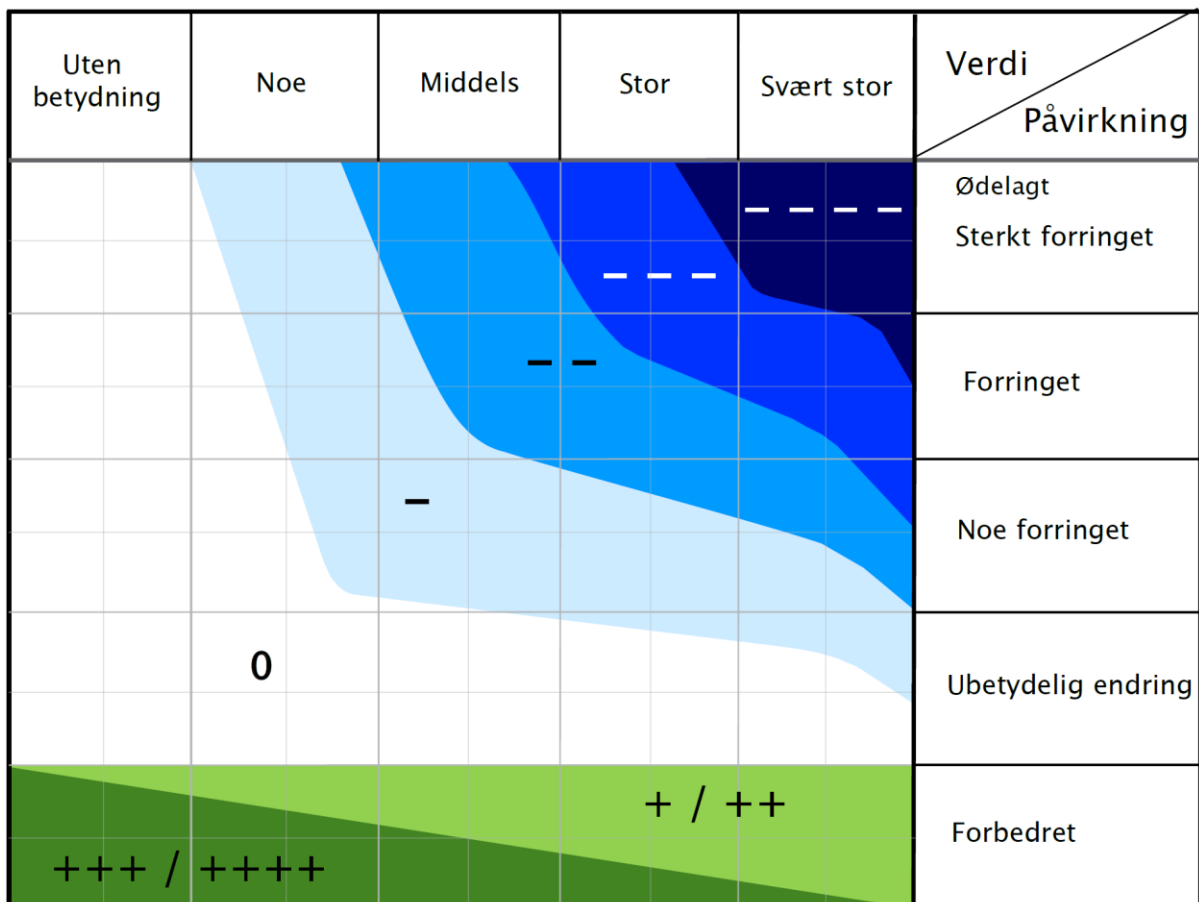 Uten
betydning
Noe
Middels
Stor
Svært stor
Verdi
Påvirkning
Ødelagt
Sterkt forringet
– – – –
– – –
– –
Forringet
–
Noe forringet
0
Ubetydelig endring
+ / ++
+++ / ++++
Forbedret